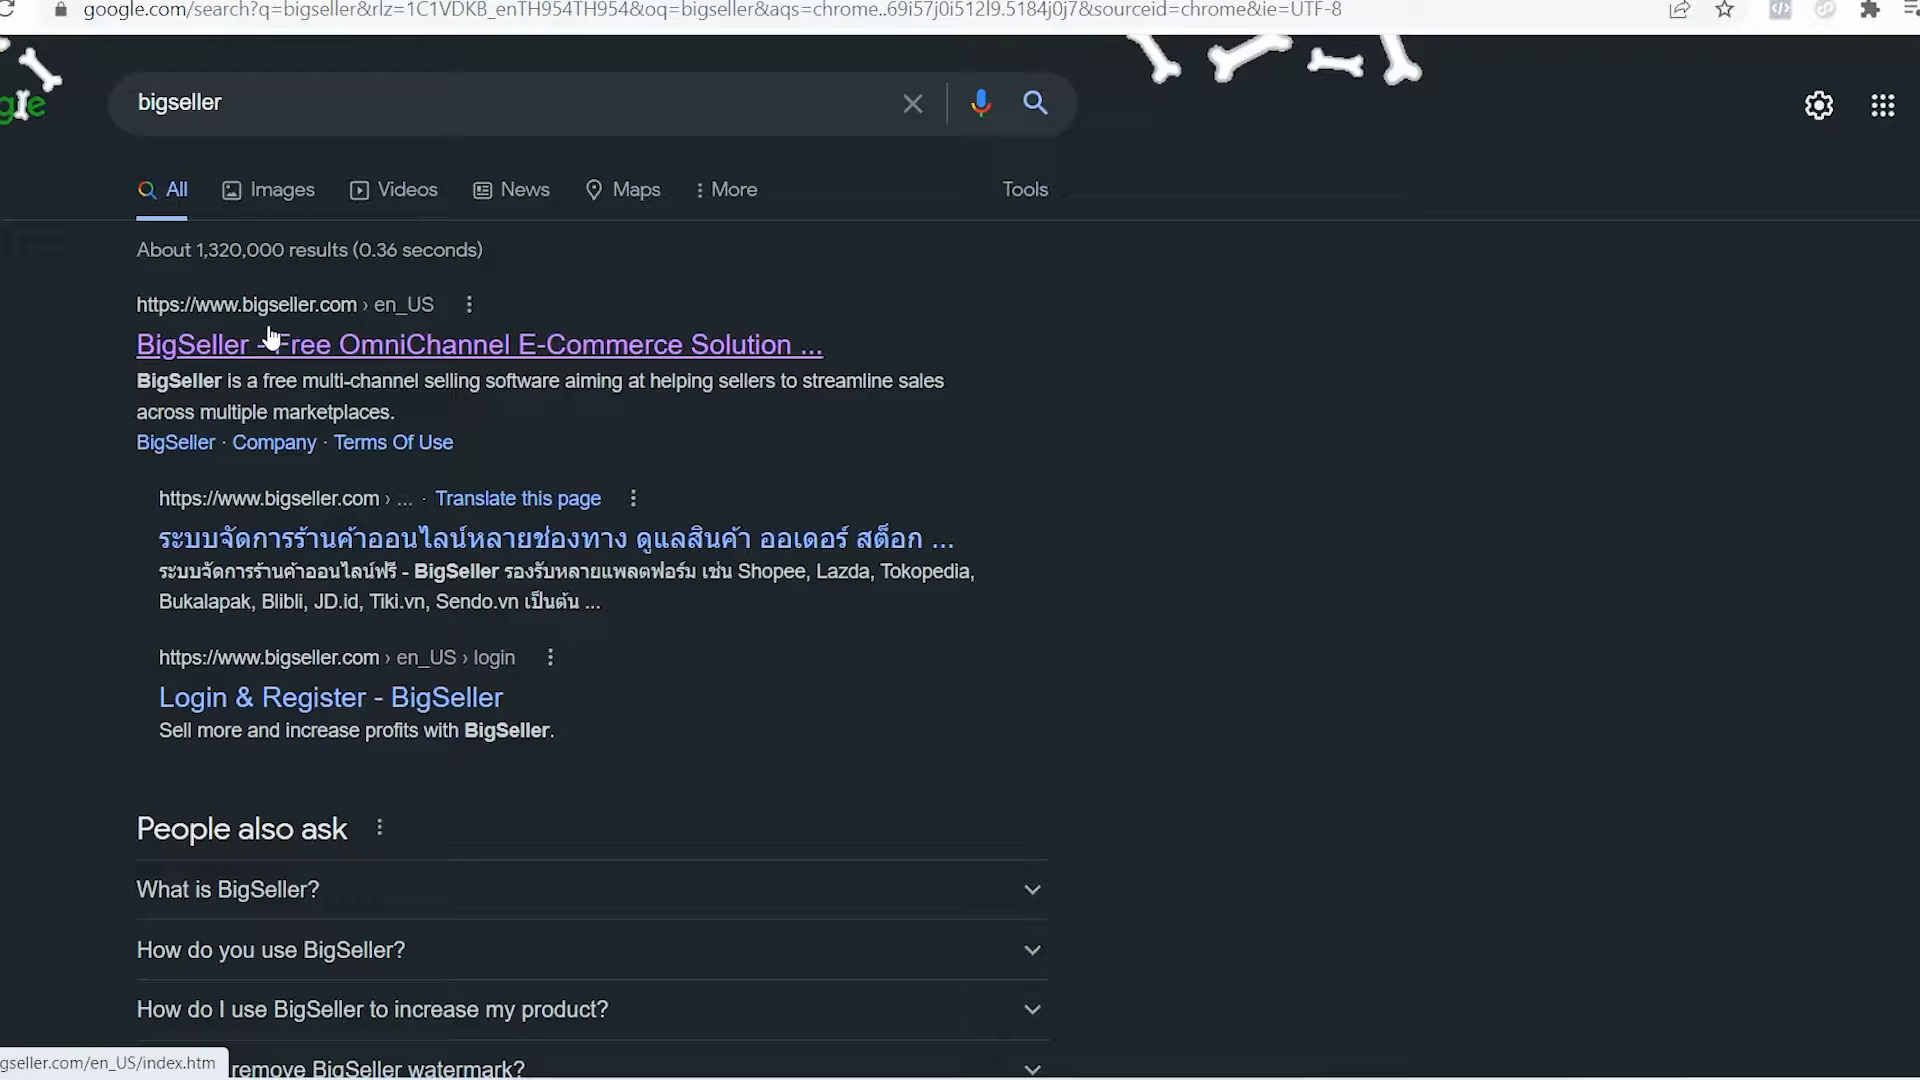 google.com/search?q=bigseller&rlz=1C1VDKB_enTH954TH954&oq=bigseller&aqs=chrome..69i57j0i512l9.5184j0j7&sourceid=chrome&ie=UTF-8
gle
bigseller
All Images Videos News Maps More Tools
About 1,320,000 results (0.36 seconds)
https://www.bigseller.com › en_US
BigSeller - Free OmniChannel E-Commerce Solution ...
BigSeller is a free multi-channel selling software aiming at helping sellers to streamline sales
across multiple marketplaces.
BigSeller · Company · Terms Of Use
https://www.bigseller.com › ... · Translate this page
ระบบจัดการร้านค้าออนไลน์หลายช่องทาง ดูแลสินค้า ออเดอร์ สต็อก ...
ระบบจัดการร้านค้าออนไลน์ฟรี - BigSeller รองรับหลายแพลตฟอร์ม เช่น Shopee, Lazda, Tokopedia,
Bukalapak, Blibli, JD.id, Tiki.vn, Sendo.vn เป็นต้น ...
https://www.bigseller.com › en_US › login
Login & Register - BigSeller
Sell more and increase profits with BigSeller.
People also ask
What is BigSeller?
How do you use BigSeller?
How do I use BigSeller to increase my product?
remove BigSeller watermark?
gseller.com/en_US/index.htm